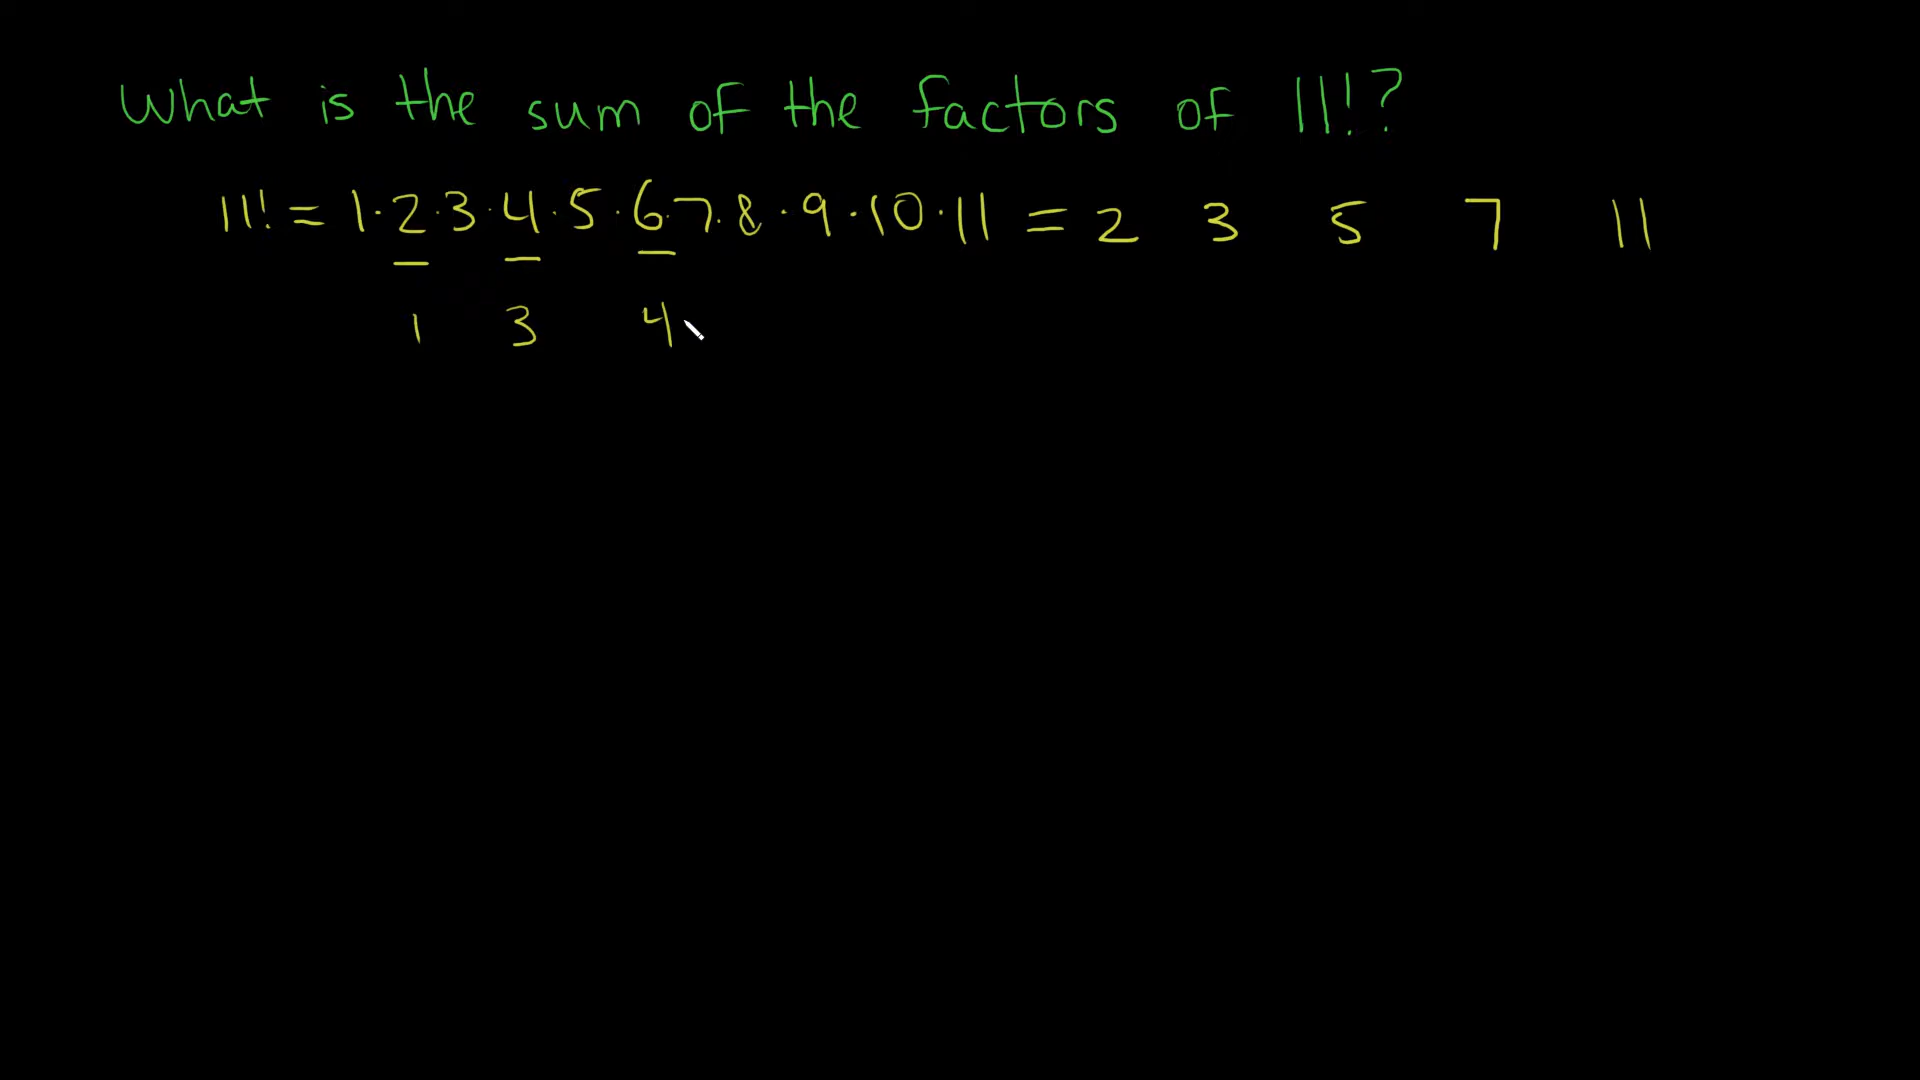 What is the sum of the factors of 11!?
11! = 1·2·3·4·5·6·7·8·9·10·11 = 2 3 5 7 11
1 3 4